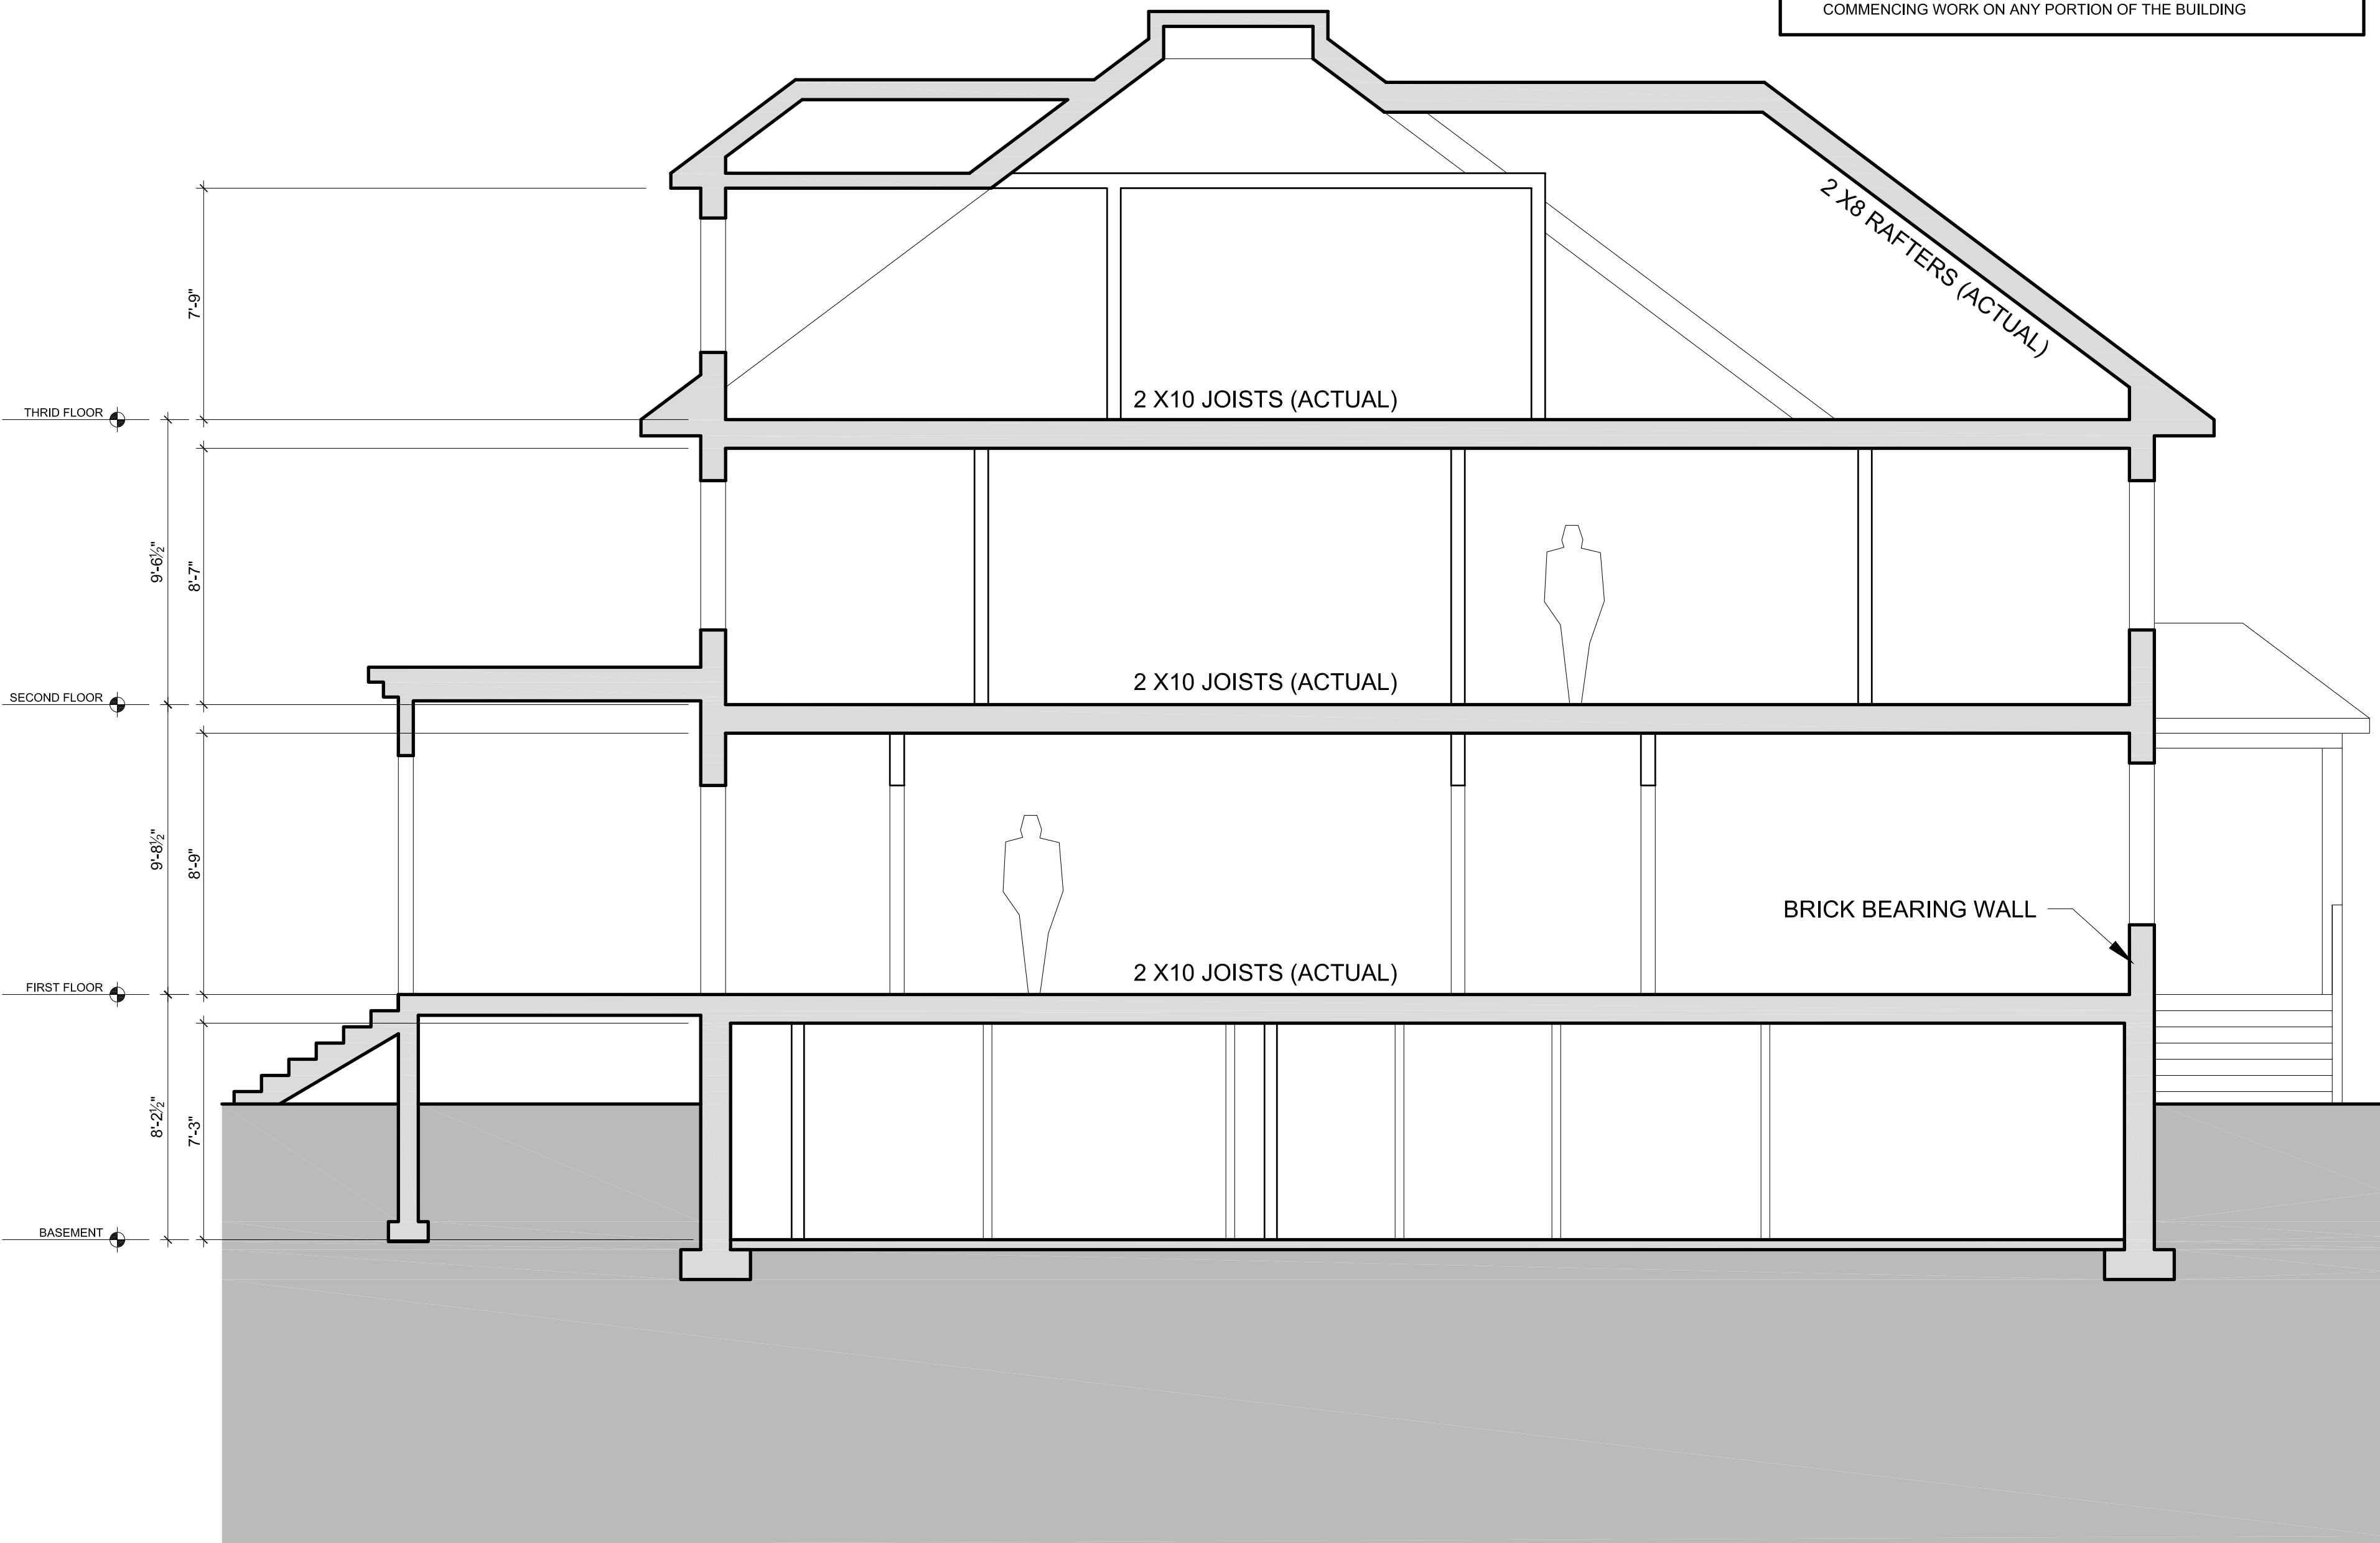 COMMENCING WORK ON ANY PORTION OF THE BUILDING
2 X8 RAFTERS (ACTUAL)
7'-9"
2 X10 JOISTS (ACTUAL)
THRID FLOOR
9'-6½"
8'-7"
2 X10 JOISTS (ACTUAL)
SECOND FLOOR
9'-8½"
8'-9"
BRICK BEARING WALL
2 X10 JOISTS (ACTUAL)
FIRST FLOOR
8'-2½"
7'-3"
BASEMENT